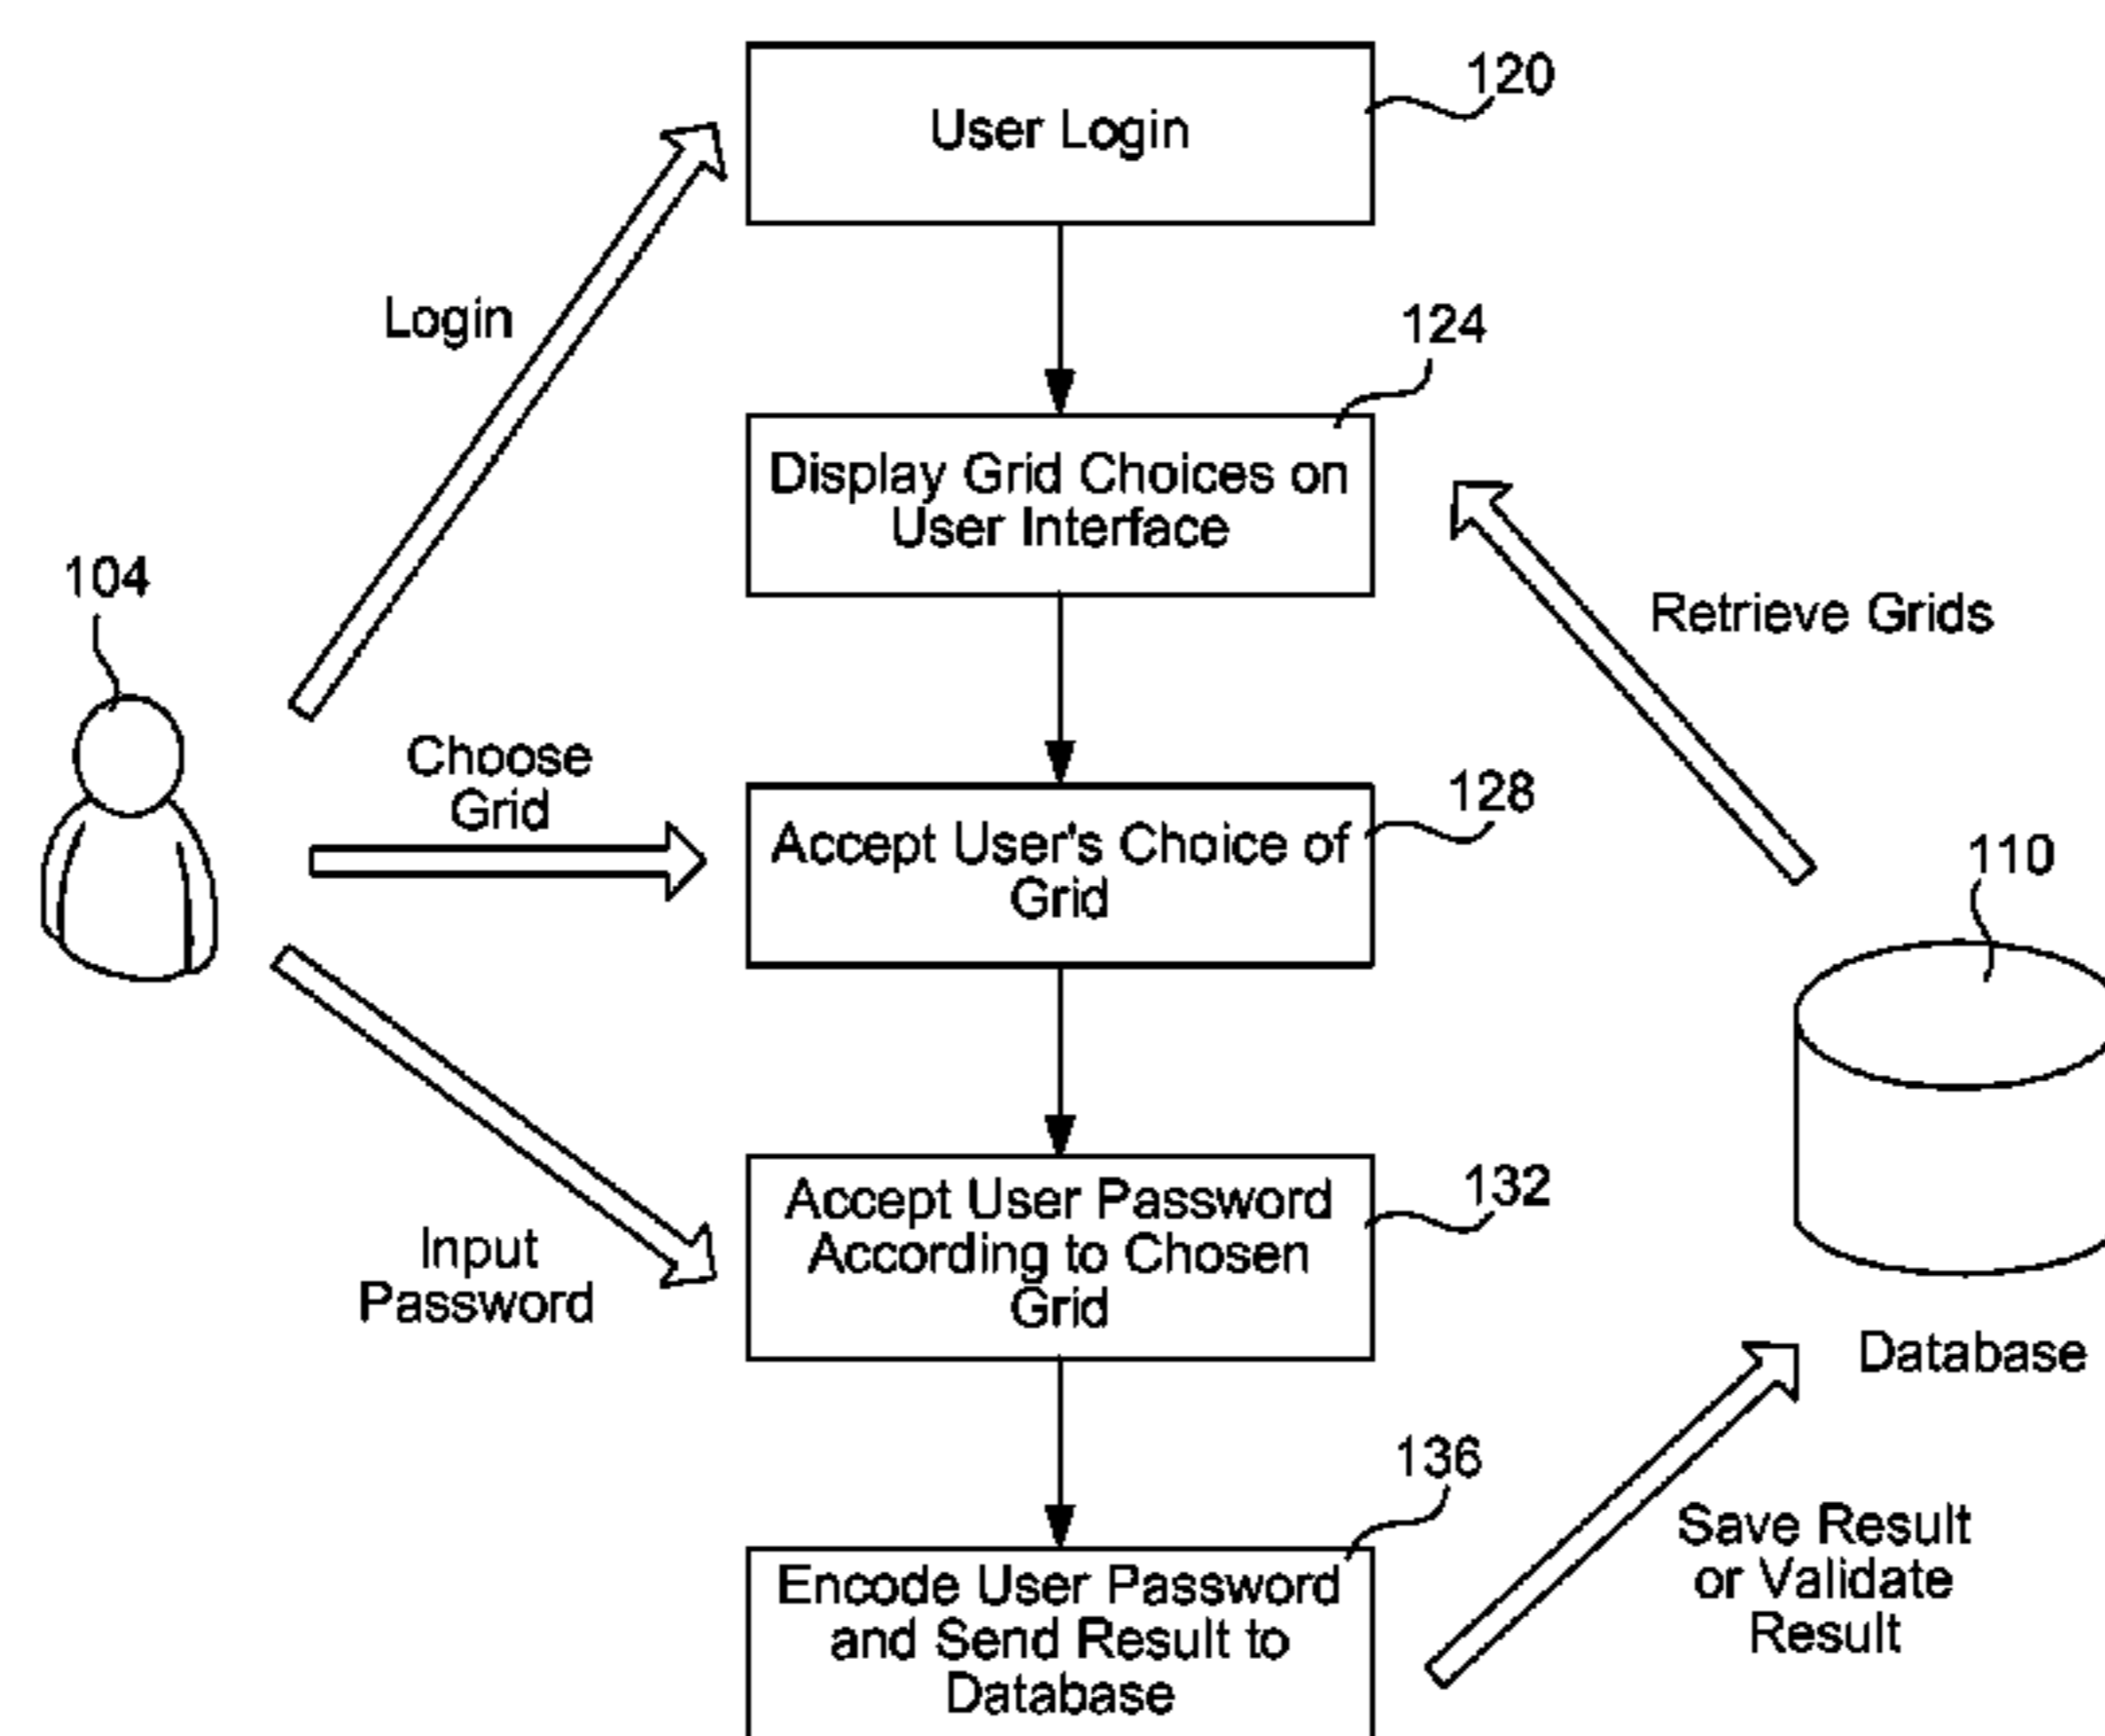 120
User Login
Login
124
Display Grid Choices on
User Interface
104
Retrieve Grids
Choose
Grid
128
Accept User's Choice of
Grid
110
132
Accept User Password
According to Chosen
Grid
Input
Password
Database
136
Encode User Password
and Send Result to
Database
Save Result
or Validate
Result